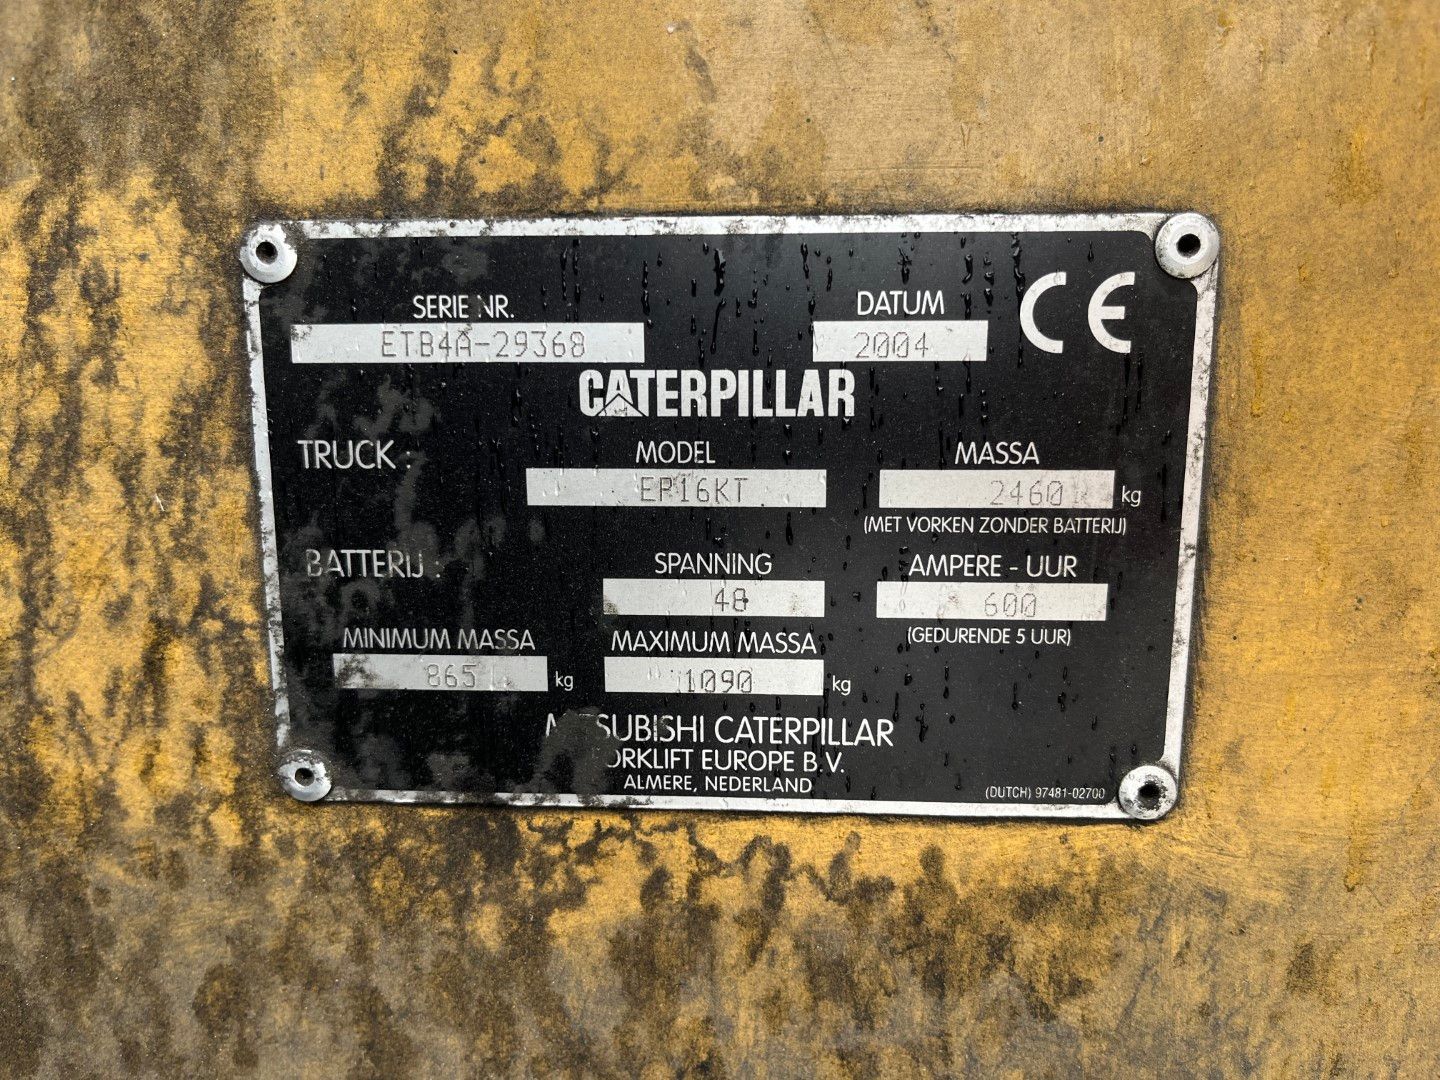 SERIE NR. DATUM CE
ETB4A-29368 2004
CATERPILLAR
TRUCK : MODEL MASSA
EP16KT 2460 kg
(MET VORKEN ZONDER BATTERIJ)
BATTERIJ : SPANNING AMPERE - UUR
48 600
MINIMUM MASSA MAXIMUM MASSA (GEDURENDE 5 UUR)
865 kg 1090 kg
MITSUBISHI CATERPILLAR
FORKLIFT EUROPE B.V.
ALMERE, NEDERLAND
(DUTCH) 97481-02700